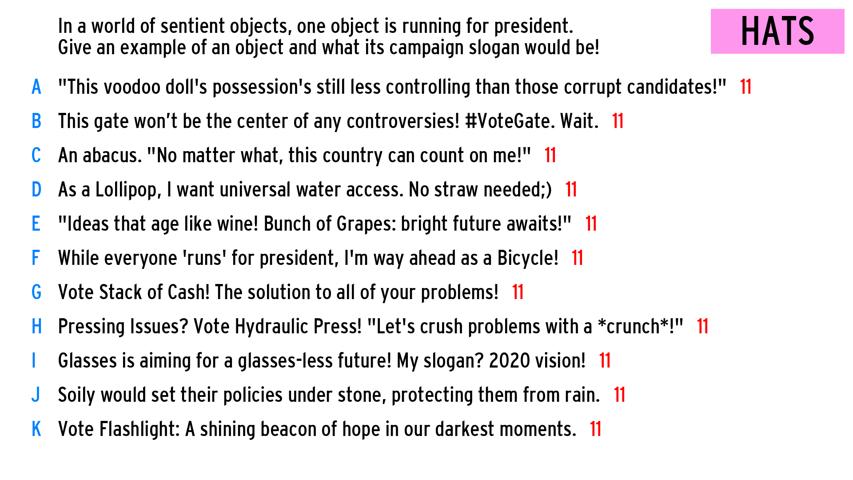 In a world of sentient objects, one object is running for president.
Give an example of an object and what its campaign slogan would be!
HATS
A "This voodoo doll's possession's still less controlling than those corrupt candidates!" 11
B This gate won't be the center of any controversies! #VoteGate. Wait. 11
C An abacus. "No matter what, this country can count on me!" 11
D As a Lollipop, I want universal water access. No straw needed;) 11
E "Ideas that age like wine! Bunch of Grapes: bright future awaits!" 11
F While everyone 'runs' for president, I'm way ahead as a Bicycle! 11
G Vote Stack of Cash! The solution to all of your problems! 11
H Pressing Issues? Vote Hydraulic Press! "Let's crush problems with a *crunch*!" 11
I Glasses is aiming for a glasses-less future! My slogan? 2020 vision! 11
J Soily would set their policies under stone, protecting them from rain. 11
K Vote Flashlight: A shining beacon of hope in our darkest moments. 11